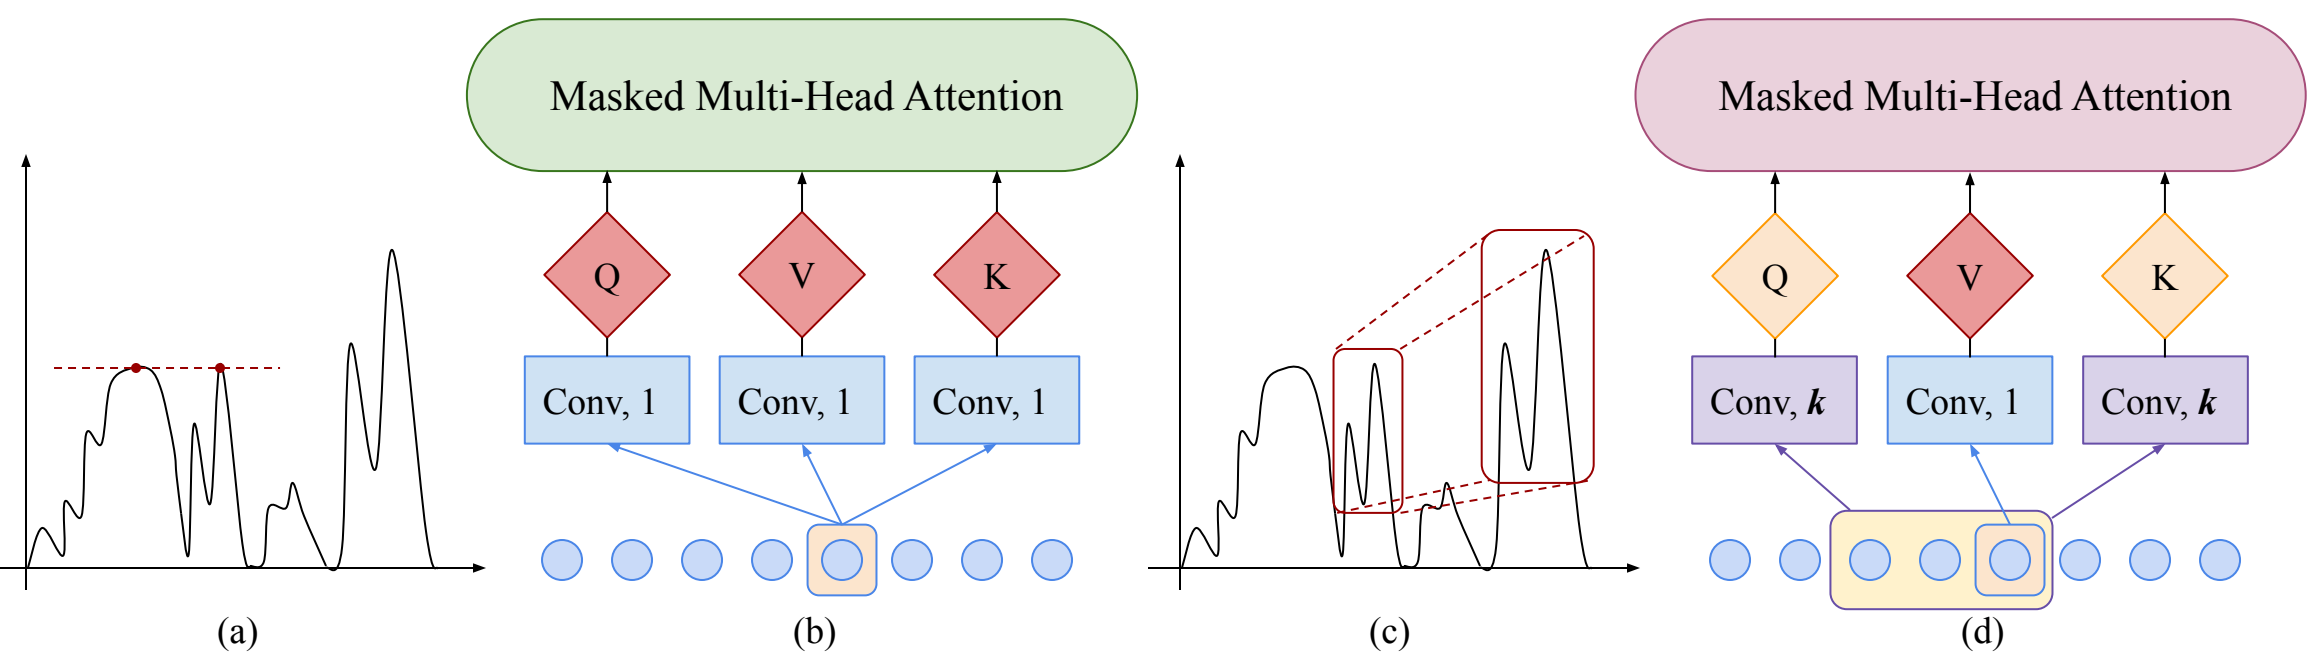 Masked Multi-Head Attention
Q
V
K
Conv, 1
Conv, 1
Conv, 1
Masked Multi-Head Attention
Q
V
K
Conv, k
Conv, 1
Conv, k
(a)
(b)
(c)
(d)